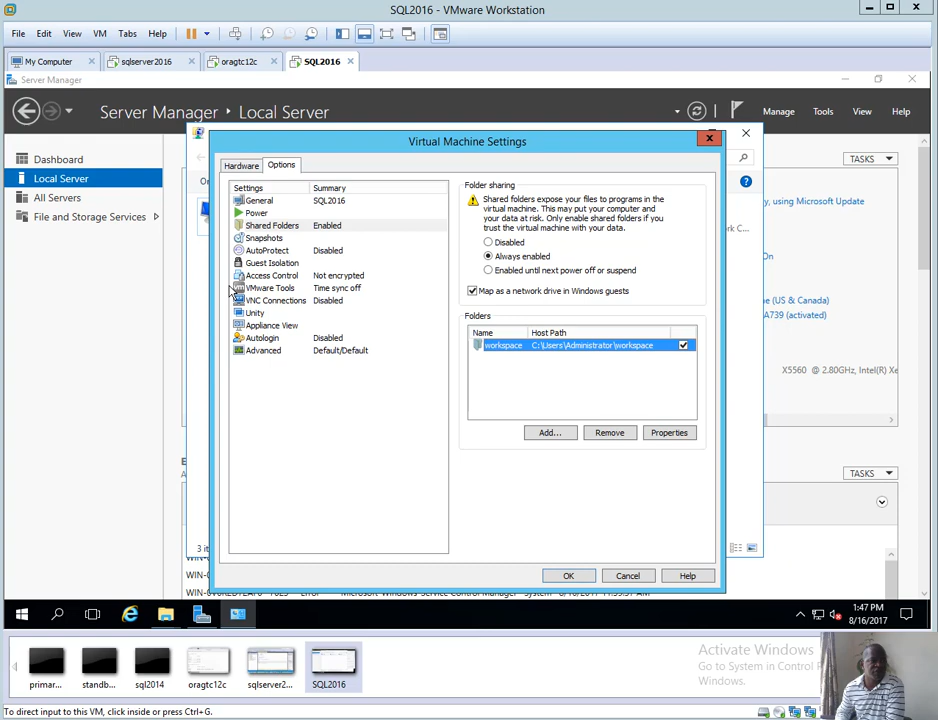 SQL2016 - VMware Workstation
File Edit View VM Tabs Help
My Computer sqlserver2016 oragtc12c SQL2016
Server Manager
Server Manager ▸ Local Server
Manage Tools View Help
Dashboard
Local Server
All Servers
File and Storage Services
TASKS
, using Microsoft Update
k C...
On
e (US & Canada)
A739 (activated)
X5560 @ 2.80GHz, Intel(R) Xe
TASKS
3 it
Virtual Machine Settings
Hardware Options
Settings Summary
General SQL2016
Power
Shared Folders Enabled
Snapshots
AutoProtect Disabled
Guest Isolation
Access Control Not encrypted
VMware Tools Time sync off
VNC Connections Disabled
Unity
Appliance View
Autologin Disabled
Advanced Default/Default
Folder sharing
Shared folders expose your files to programs in the
virtual machine. This may put your computer and
your data at risk. Only enable shared folders if you
trust the virtual machine with your data.
Disabled
Always enabled
Enabled until next power off or suspend
Map as a network drive in Windows guests
Folders
Name Host Path
workspace C:\Users\Administrator\workspace
Add... Remove Properties
OK Cancel Help
1:47 PM
8/16/2017
primar... standb... sql2014 oragtc12c sqlserver2... SQL2016
Activate Windows
Go to System in Control P
Windows.
To direct input to this VM, click inside or press Ctrl+G.